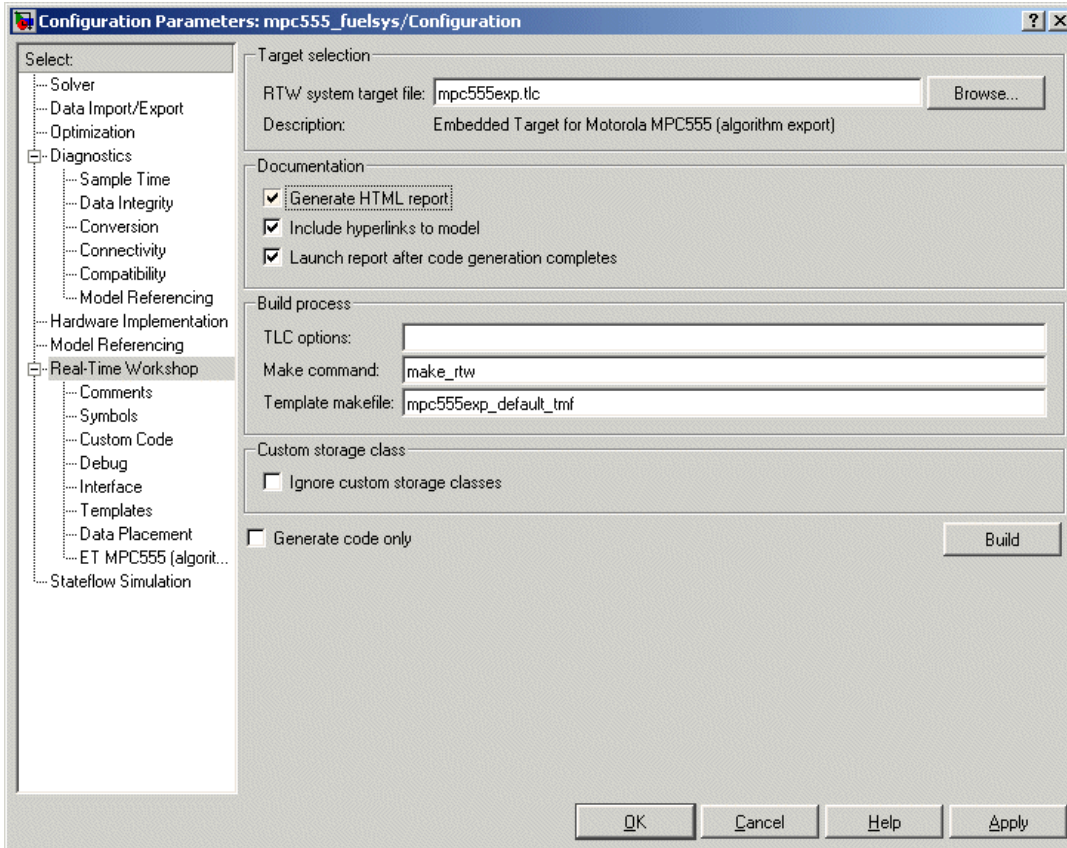 Configuration Parameters: mpc555_fuelsys/Configuration
Select:
Solver
Data Import/Export
Optimization
Diagnostics
Sample Time
Data Integrity
Conversion
Connectivity
Compatibility
Model Referencing
Hardware Implementation
Model Referencing
Real-Time Workshop
Comments
Symbols
Custom Code
Debug
Interface
Templates
Data Placement
ET MPC555 (algorit...
Stateflow Simulation
Target selection
RTW system target file: mpc555exp.tlc Browse...
Description: Embedded Target for Motorola MPC555 (algorithm export)
Documentation
Generate HTML report
Include hyperlinks to model
Launch report after code generation completes
Build process
TLC options:
Make command: make_rtw
Template makefile: mpc555exp_default_tmf
Custom storage class
Ignore custom storage classes
Generate code only Build
OK Cancel Help Apply